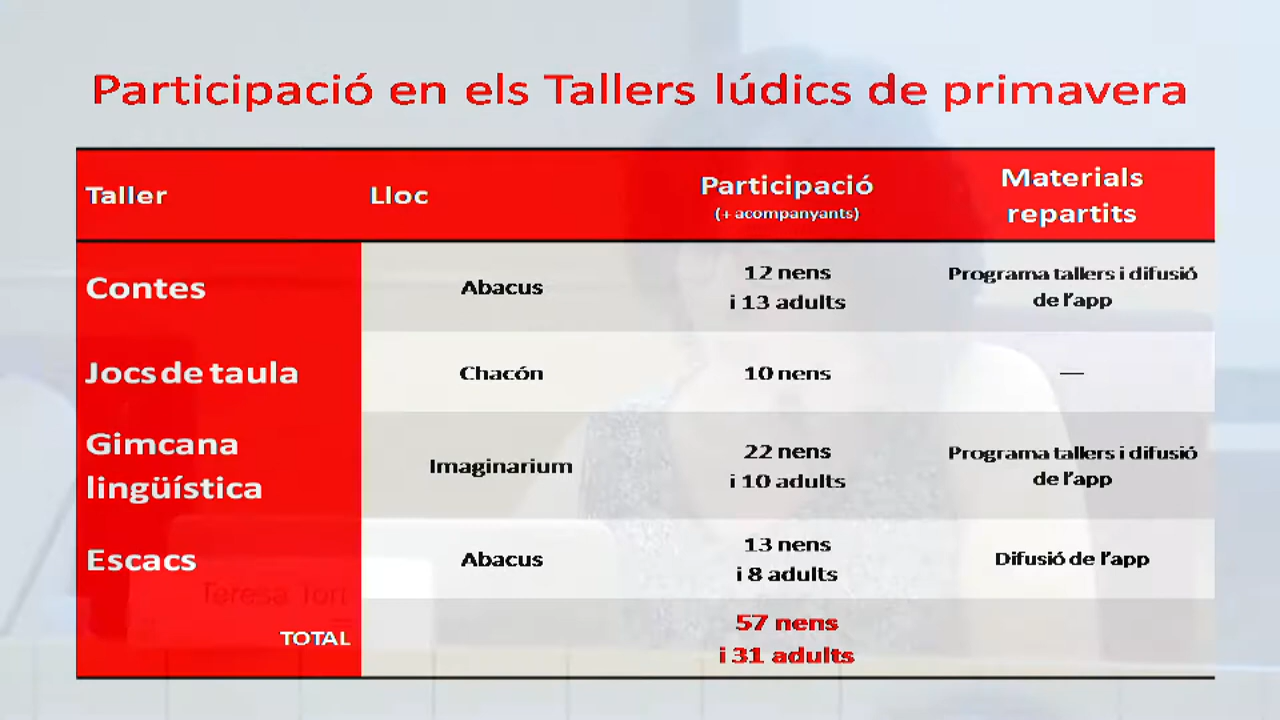 Participació en els Tallers lúdics de primavera
Taller
Lloc
Participació
(+ acompanyants)
Materials
repartits
Contes
Abacus
12 nens
i 13 adults
Programa tallers i difusió
de l'app
Jocs de taula
Chacón
10 nens
—
Gimcana
lingüística
Imaginarium
22 nens
i 10 adults
Programa tallers i difusió
de l'app
Escacs
Abacus
13 nens
i 8 adults
Difusió de l'app
Teresa Tort
TOTAL
57 nens
i 31 adults